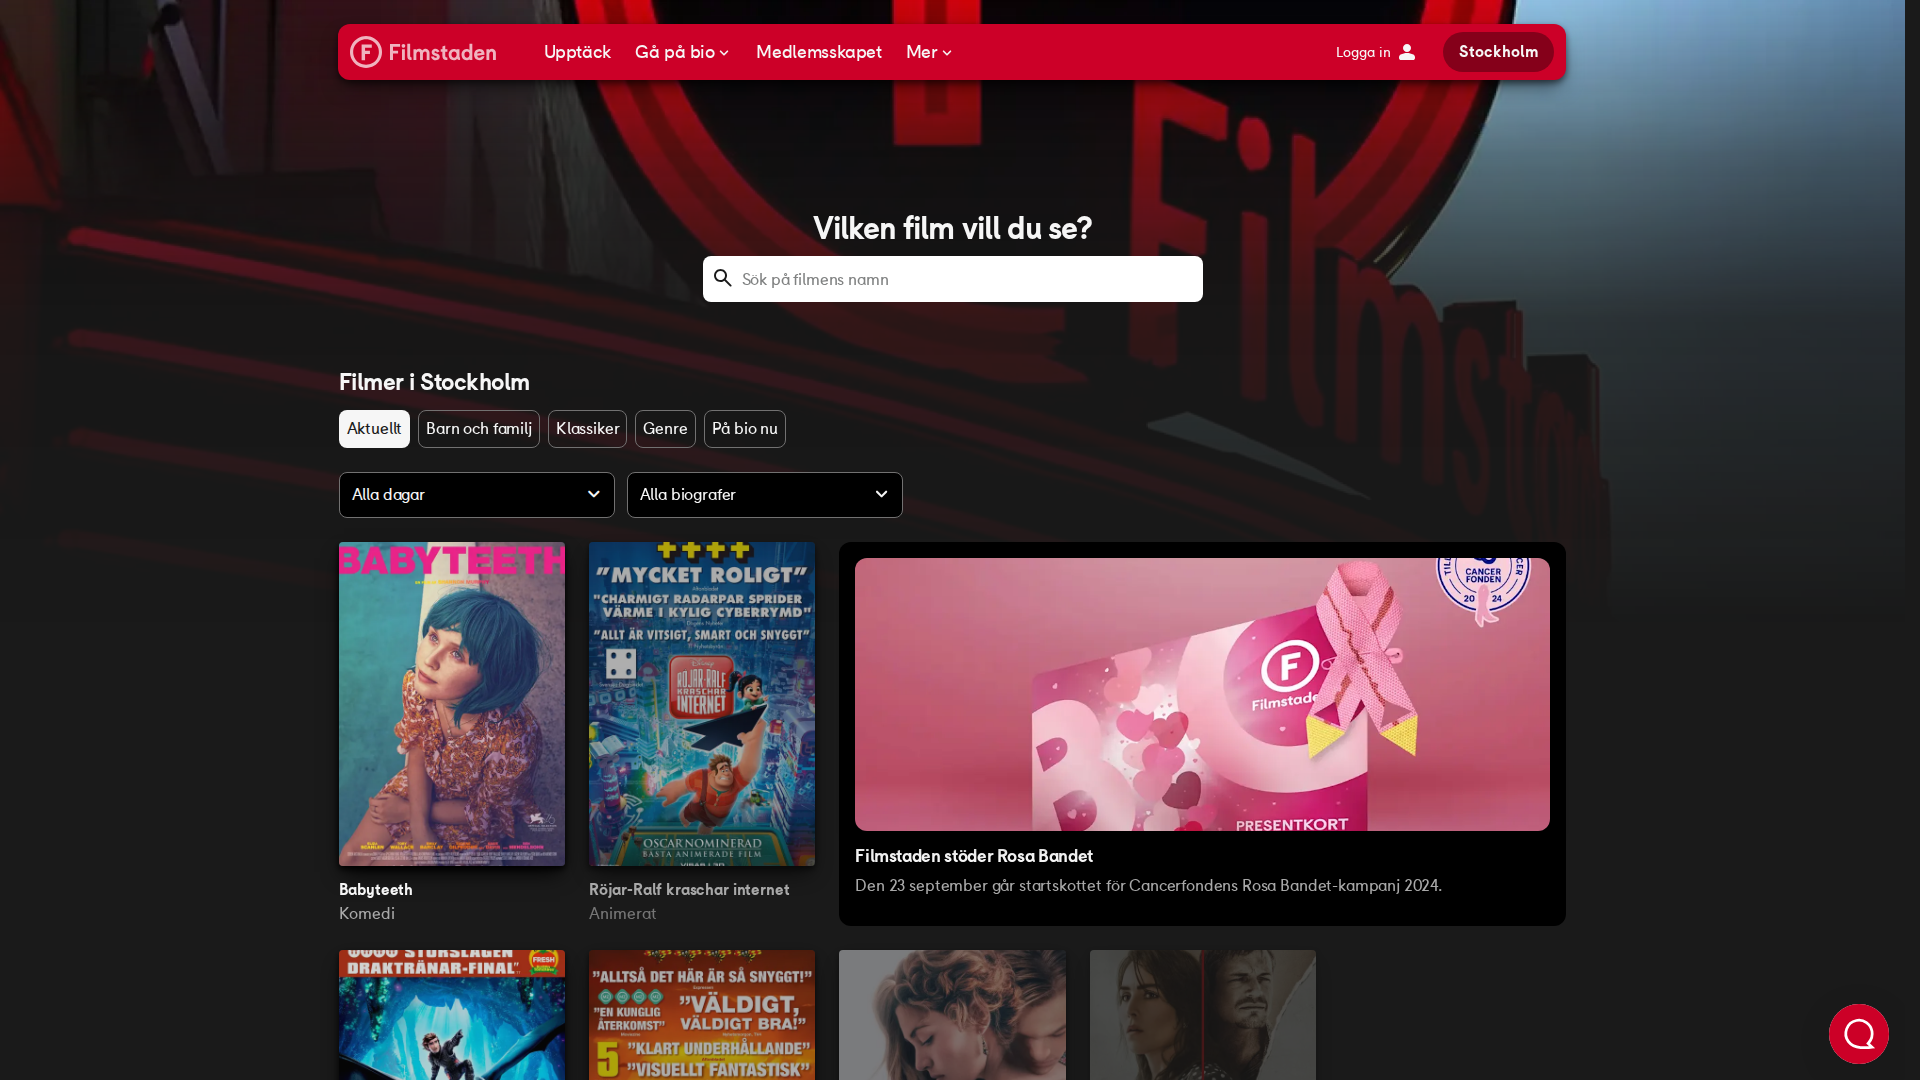 Filmstaden
Upptäck
Gå på bio
Medlemsskapet
Mer
Logga in
Stockholm
Vilken film vill du se?
Sök på filmens namn
Filmer i Stockholm
Aktuellt
Barn och familj
Klassiker
Genre
På bio nu
Alla dagar
Alla biografer
BABYTEETH
"MYCKET ROLIGT"
"CHARMIGT RADARPAR SPRIDER
VÄRME I KYLIG CYBERRYMD"
"ALLT ÄR VITSIGT, SMART OCH SNYGGT"
Disney
RÖJAR-RALF
KRASCHAR
INTERNET
OSCARNOMINERAD
BÄSTA ANIMERADE FILM
CANCER
FONDEN
20 24
F
Filmstade
PRESENTKORT
Babyteeth
Komedi
Röjar-Ralf kraschar internet
Animerat
Filmstaden stöder Rosa Bandet
Den 23 september går startskottet för Cancerfondens Rosa Bandet-kampanj 2024.
STORSLAGEN
DRAKTRÄNAR-FINAL"
FRESH
"ALLTSÅ DET HÄR ÄR SÅ SNYGGT!"
"EN KUNGLIG
ÅTERKOMST"
"VÄLDIGT,
VÄLDIGT BRA!"
5
"KLART UNDERHÅLLANDE"
"VISUELLT FANTASTISK"